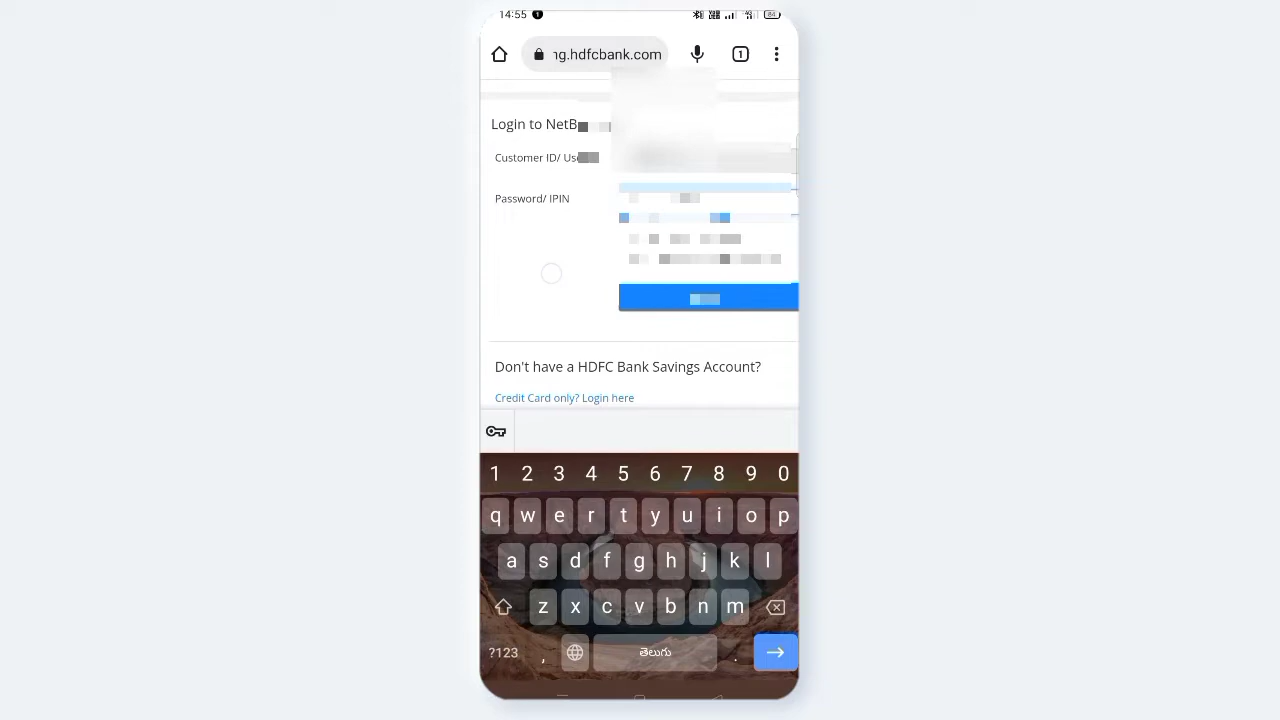 14:55
ng.hdfcbank.com
1
Login to NetB
Customer ID/ Use
Password/ IPIN
Don't have a HDFC Bank Savings Account?
Credit Card only? Login here
1 2 3 4 5 6 7 8 9 0
q w e r t y u i o p
a s d f g h j k l
z x c v b n m
?123 , తెలుగు .